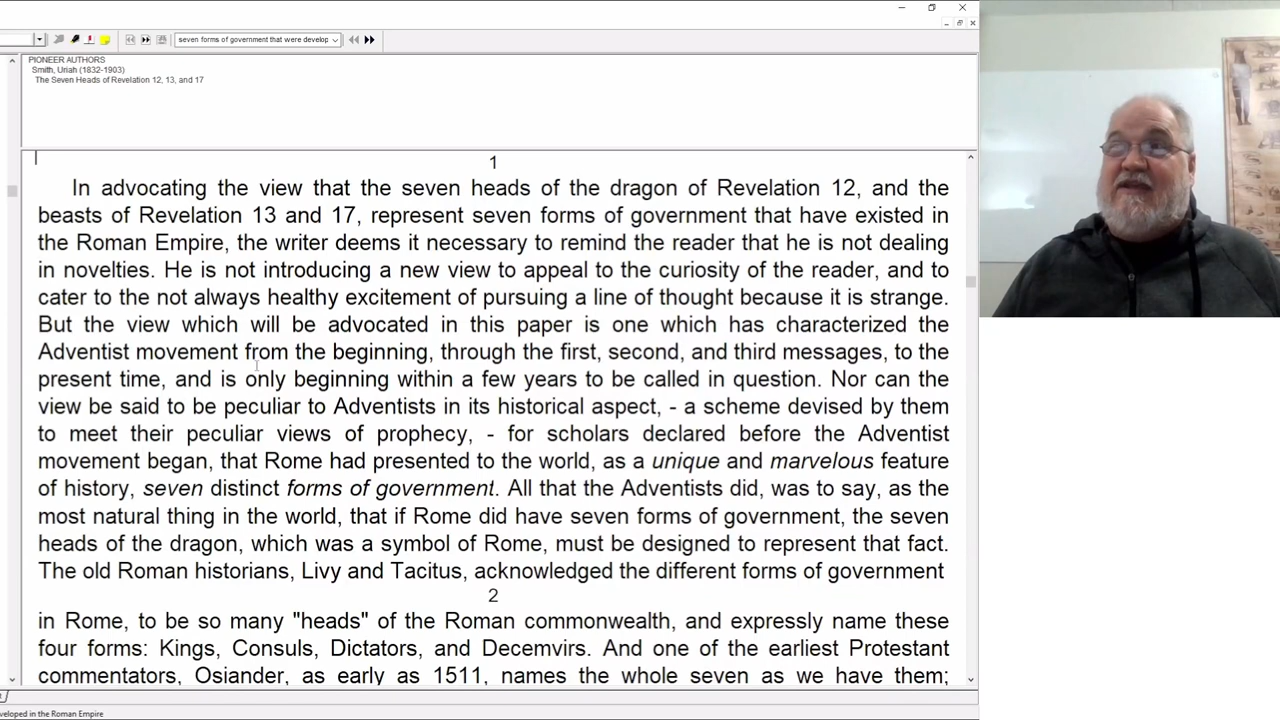 seven forms of government that were develop
PIONEER AUTHORS
Smith, Uriah (1832-1903)
The Seven Heads of Revelation 12, 13, and 17
1
In advocating the view that the seven heads of the dragon of Revelation 12, and the
beasts of Revelation 13 and 17, represent seven forms of government that have existed in
the Roman Empire, the writer deems it necessary to remind the reader that he is not dealing
in novelties. He is not introducing a new view to appeal to the curiosity of the reader, and to
cater to the not always healthy excitement of pursuing a line of thought because it is strange.
But the view which will be advocated in this paper is one which has characterized the
Adventist movement from the beginning, through the first, second, and third messages, to the
present time, and is only beginning within a few years to be called in question. Nor can the
view be said to be peculiar to Adventists in its historical aspect, - a scheme devised by them
to meet their peculiar views of prophecy, - for scholars declared before the Adventist
movement began, that Rome had presented to the world, as a unique and marvelous feature
of history, seven distinct forms of government. All that the Adventists did, was to say, as the
most natural thing in the world, that if Rome did have seven forms of government, the seven
heads of the dragon, which was a symbol of Rome, must be designed to represent that fact.
The old Roman historians, Livy and Tacitus, acknowledged the different forms of government
2
in Rome, to be so many "heads" of the Roman commonwealth, and expressly name these
four forms: Kings, Consuls, Dictators, and Decemvirs. And one of the earliest Protestant
commentators, Osiander, as early as 1511, names the whole seven as we have them;
veloped in the Roman Empire